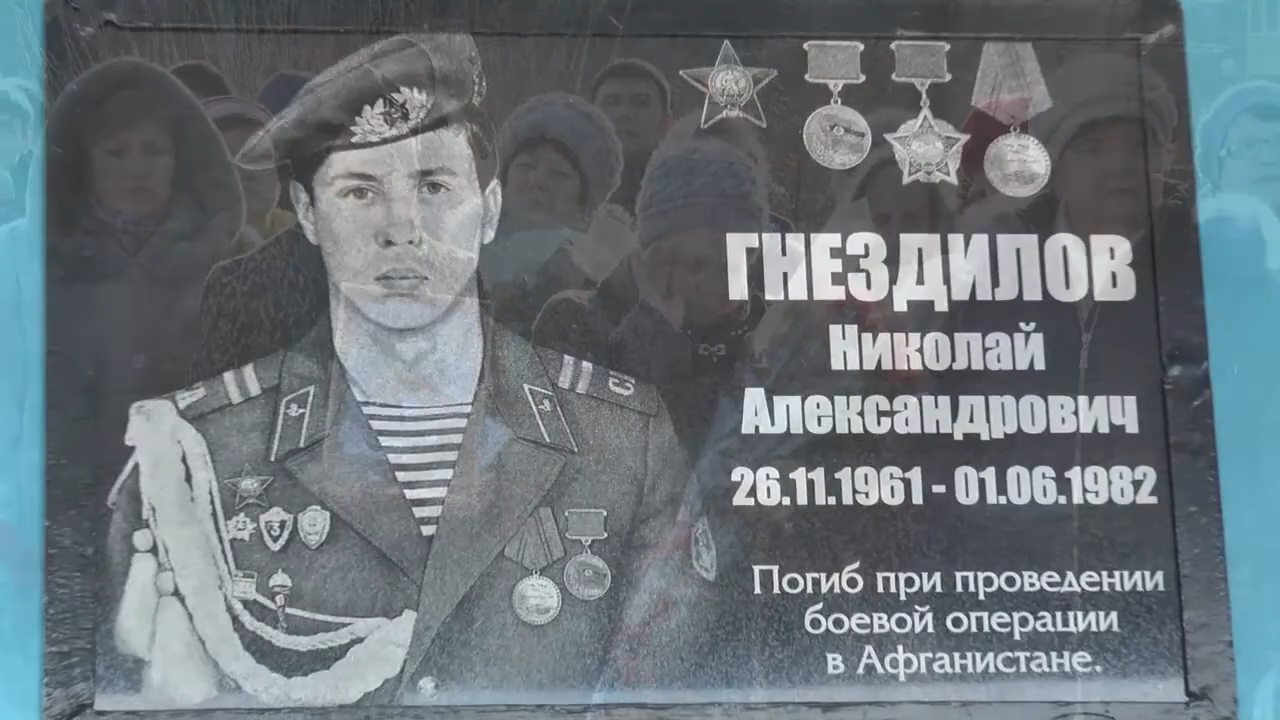 ГНЕЗДИЛОВ
Николай
Александрович
26.11.1961 - 01.06.1982
Погиб при проведении
боевой операции
в Афганистане.